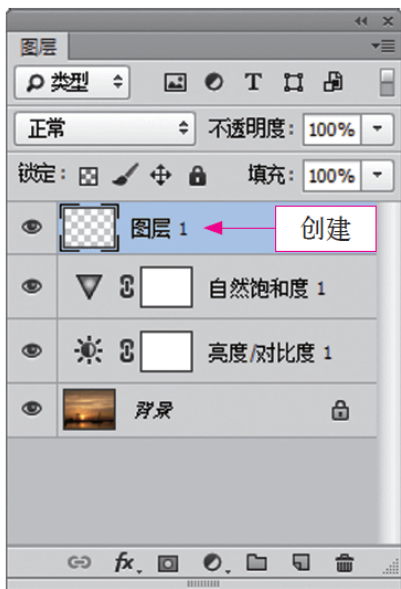 图层
类型 T
正常 不透明度: 100%
锁定: 填充: 100%
图层 1 创建
自然饱和度 1
亮度/对比度 1
背景
fx